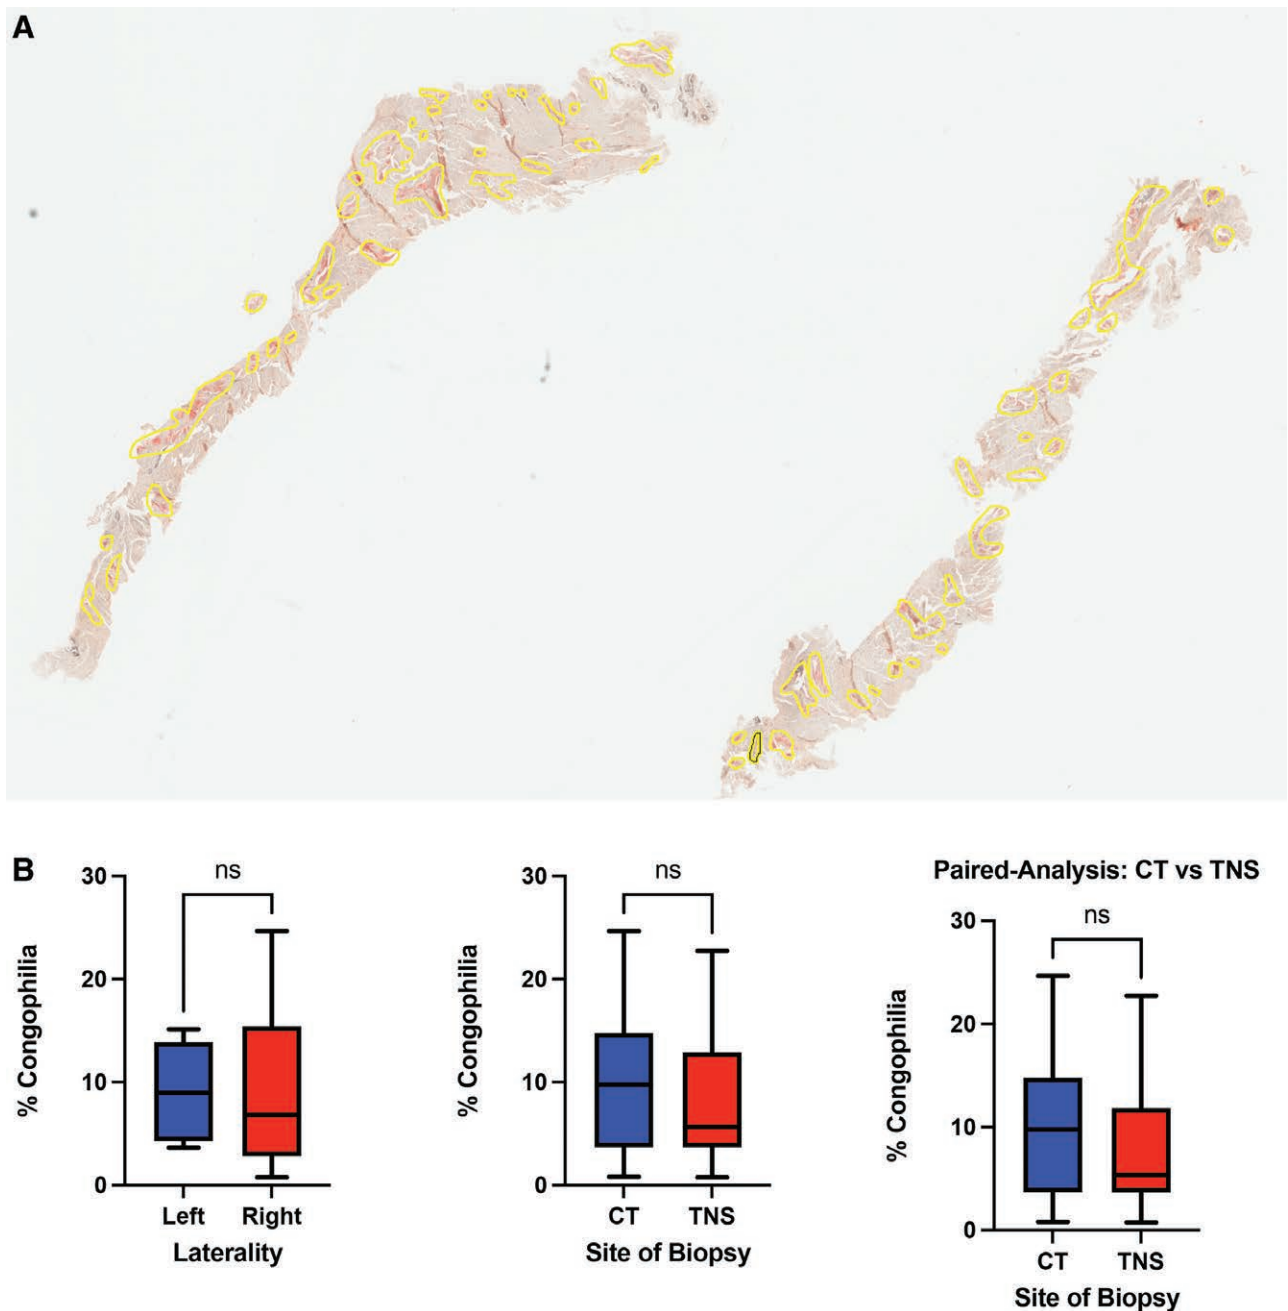 A
B
ns
30
20
10
0
% Congophilia
Left Right
Laterality
ns
30
20
10
0
% Congophilia
CT TNS
Site of Biopsy
Paired-Analysis: CT vs TNS
ns
30
20
10
0
% Congophilia
CT TNS
Site of Biopsy